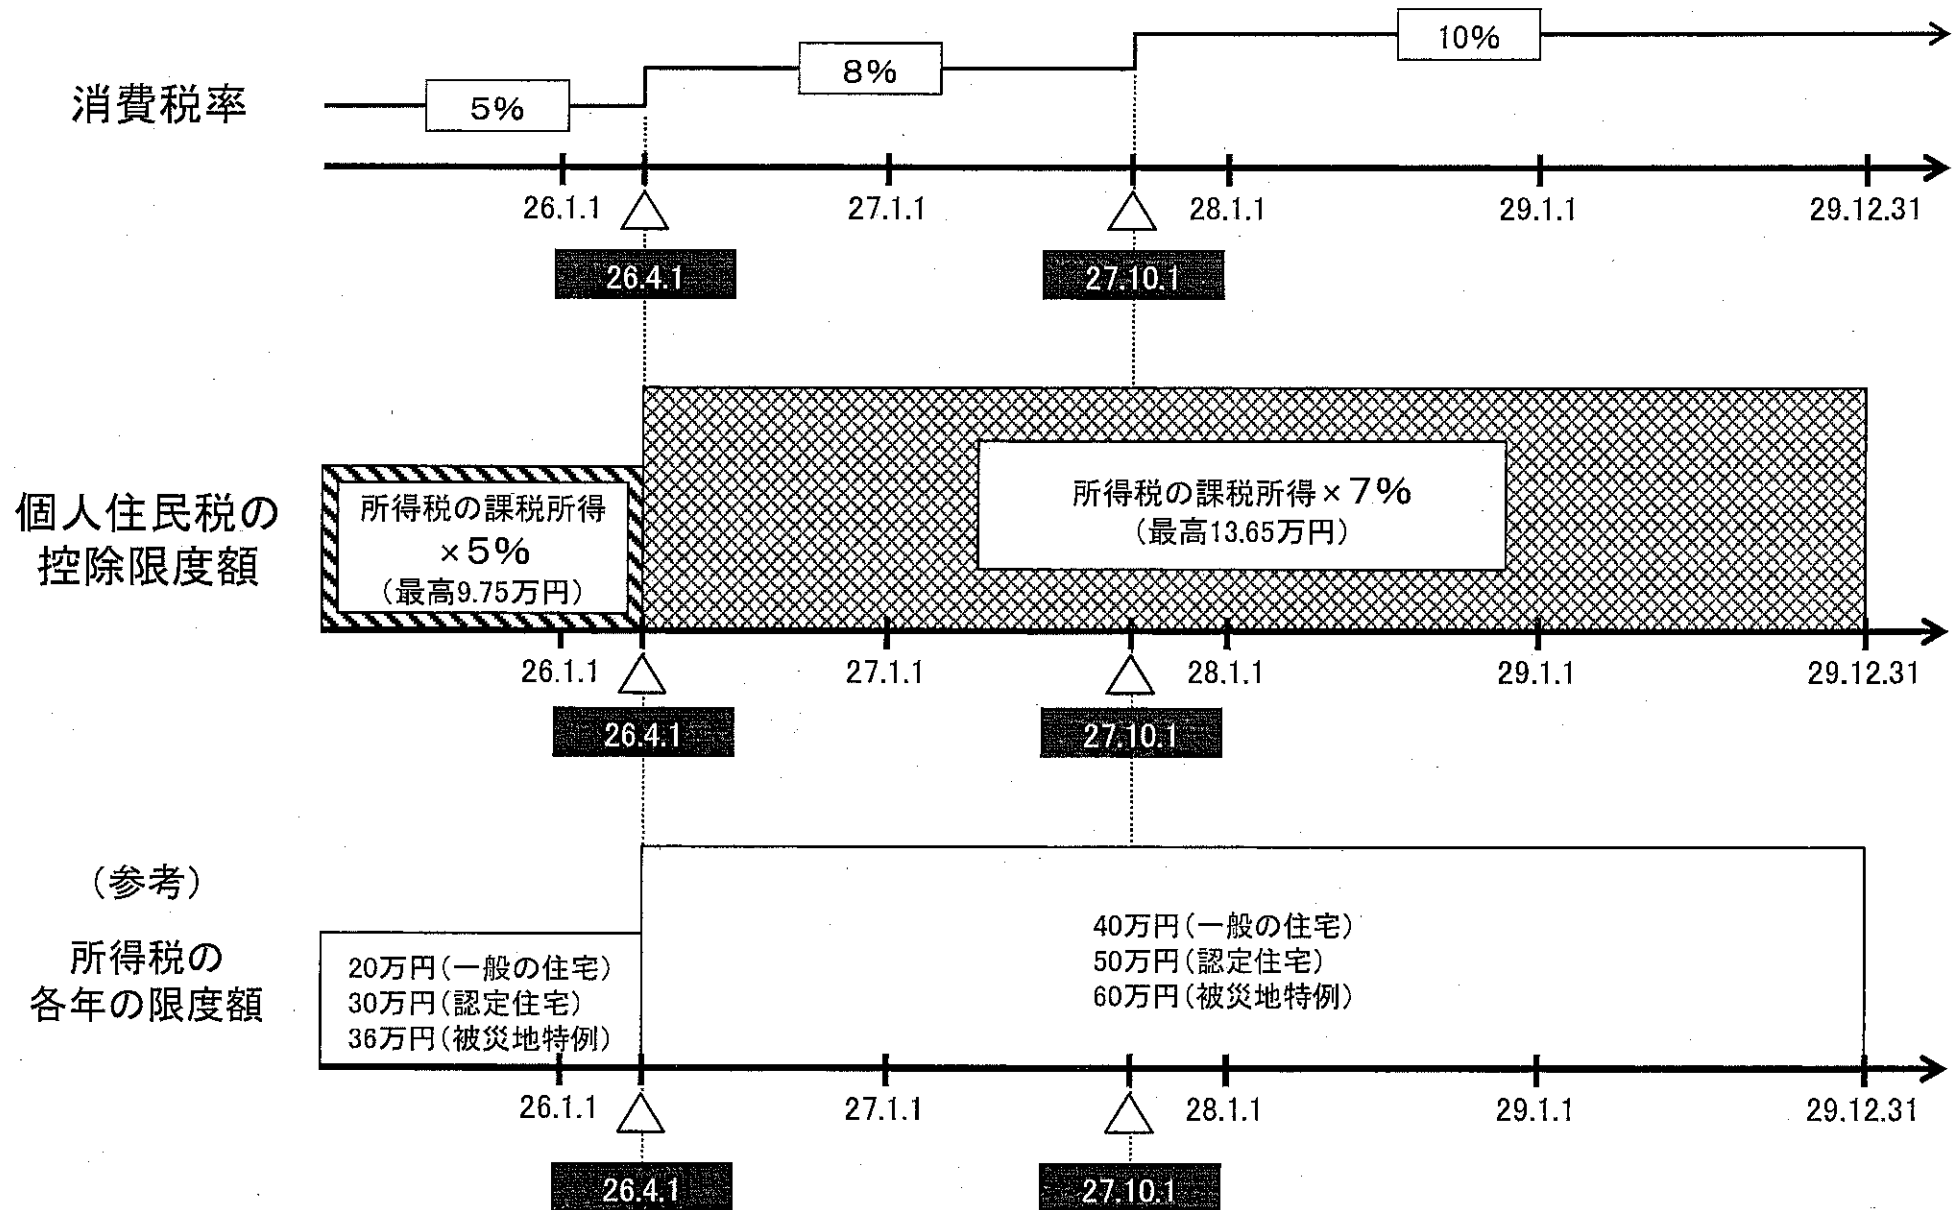 10%
8%
5%
消費税率
26.1.1
27.1.1
28.1.1
29.1.1
29.12.31
26.4.1
27.10.1
個人住民税の
控除限度額
所得税の課税所得
×5%
(最高9.75万円)
所得税の課税所得×7%
(最高13.65万円)
26.1.1
27.1.1
28.1.1
29.1.1
29.12.31
26.4.1
27.10.1
(参考)
所得税の
各年の限度額
20万円(一般の住宅)
30万円(認定住宅)
36万円(被災地特例)
40万円(一般の住宅)
50万円(認定住宅)
60万円(被災地特例)
26.1.1
27.1.1
28.1.1
29.1.1
29.12.31
26.4.1
27.10.1